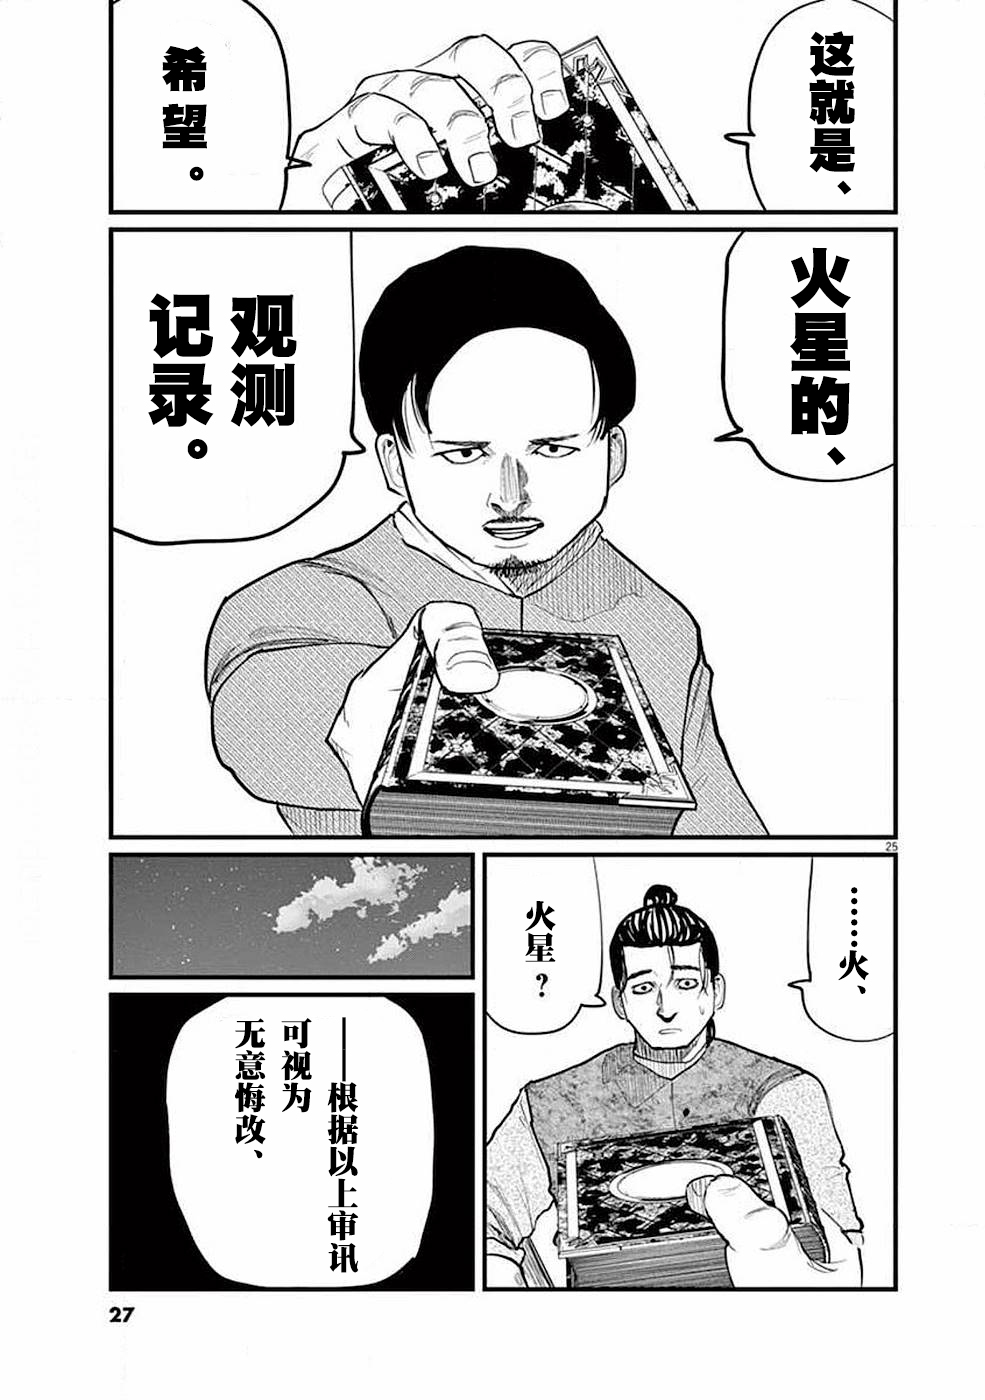 这就是、
希望。
火星的、
观测
记录。
25
……火、
火星？
——根据以上审讯
可视为
无意悔改、
27